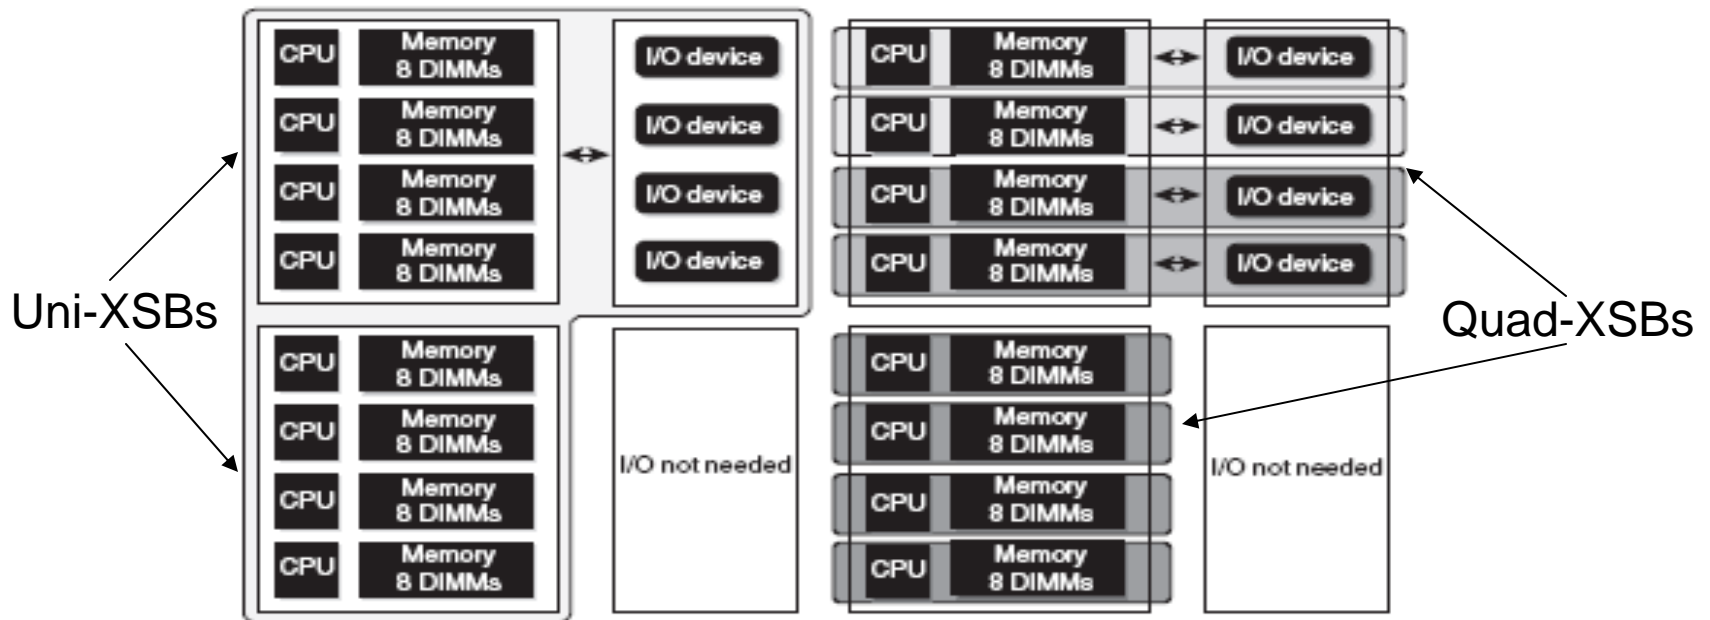 CPU
Memory
8 DIMMs
CPU
Memory
8 DIMMs
CPU
Memory
8 DIMMs
CPU
Memory
8 DIMMs
I/O device
I/O device
I/O device
I/O device
Uni-XSBs
CPU
Memory
8 DIMMs
CPU
Memory
8 DIMMs
CPU
Memory
8 DIMMs
CPU
Memory
8 DIMMs
I/O not needed
CPU
Memory
8 DIMMs
I/O device
CPU
Memory
8 DIMMs
I/O device
CPU
Memory
8 DIMMs
I/O device
CPU
Memory
8 DIMMs
I/O device
Quad-XSBs
CPU
Memory
8 DIMMs
CPU
Memory
8 DIMMs
CPU
Memory
8 DIMMs
CPU
Memory
8 DIMMs
I/O not needed